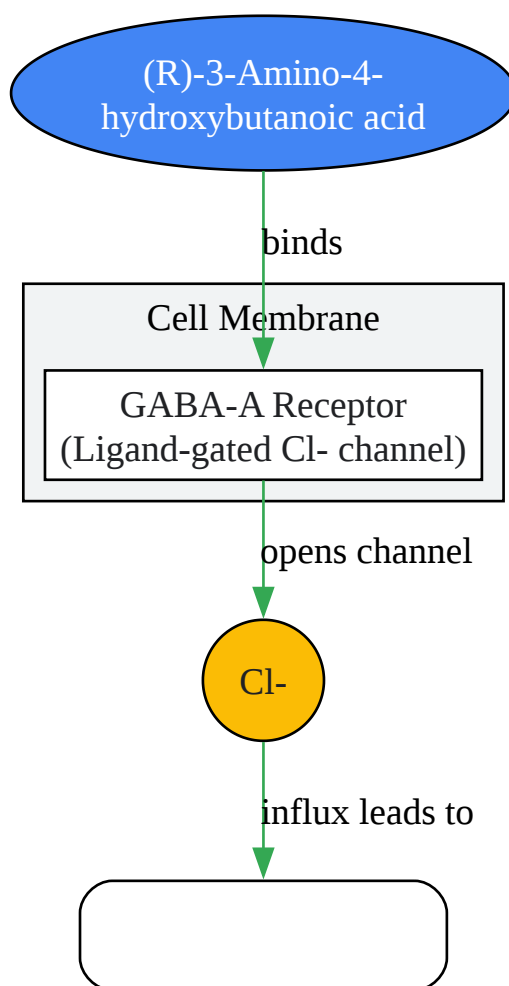 (R)-3-Amino-4-
hydroxybutanoic acid
binds
Cell Membrane
GABA-A Receptor
(Ligand-gated Cl- channel)
opens channel
Cl-
influx leads to